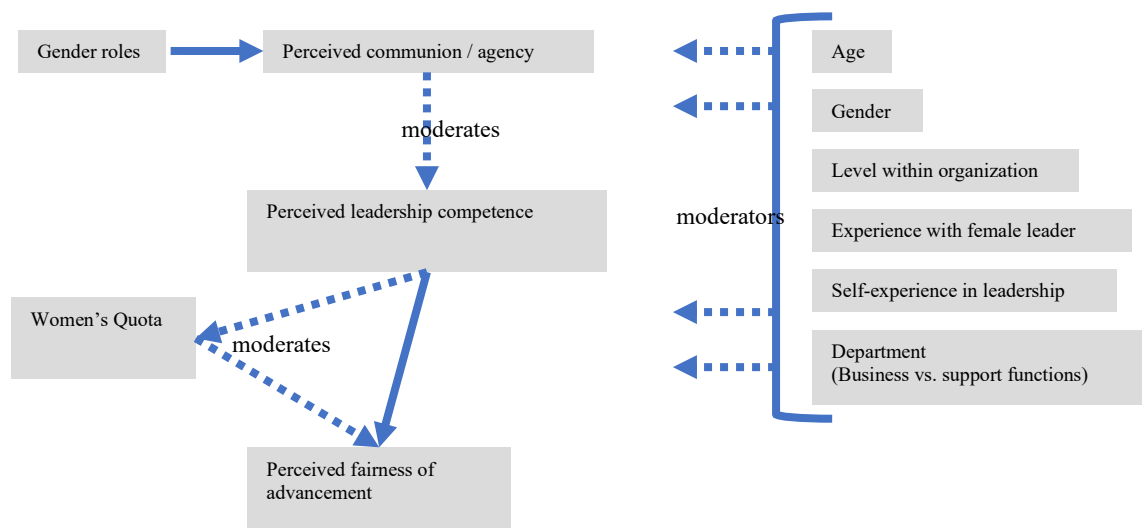 Gender roles
Perceived communion / agency
moderates
Perceived leadership competence
Women’s Quota
moderates
Perceived fairness of
advancement
moderators
Age
Gender
Level within organization
Experience with female leader
Self-experience in leadership
Department
(Business vs. support functions)